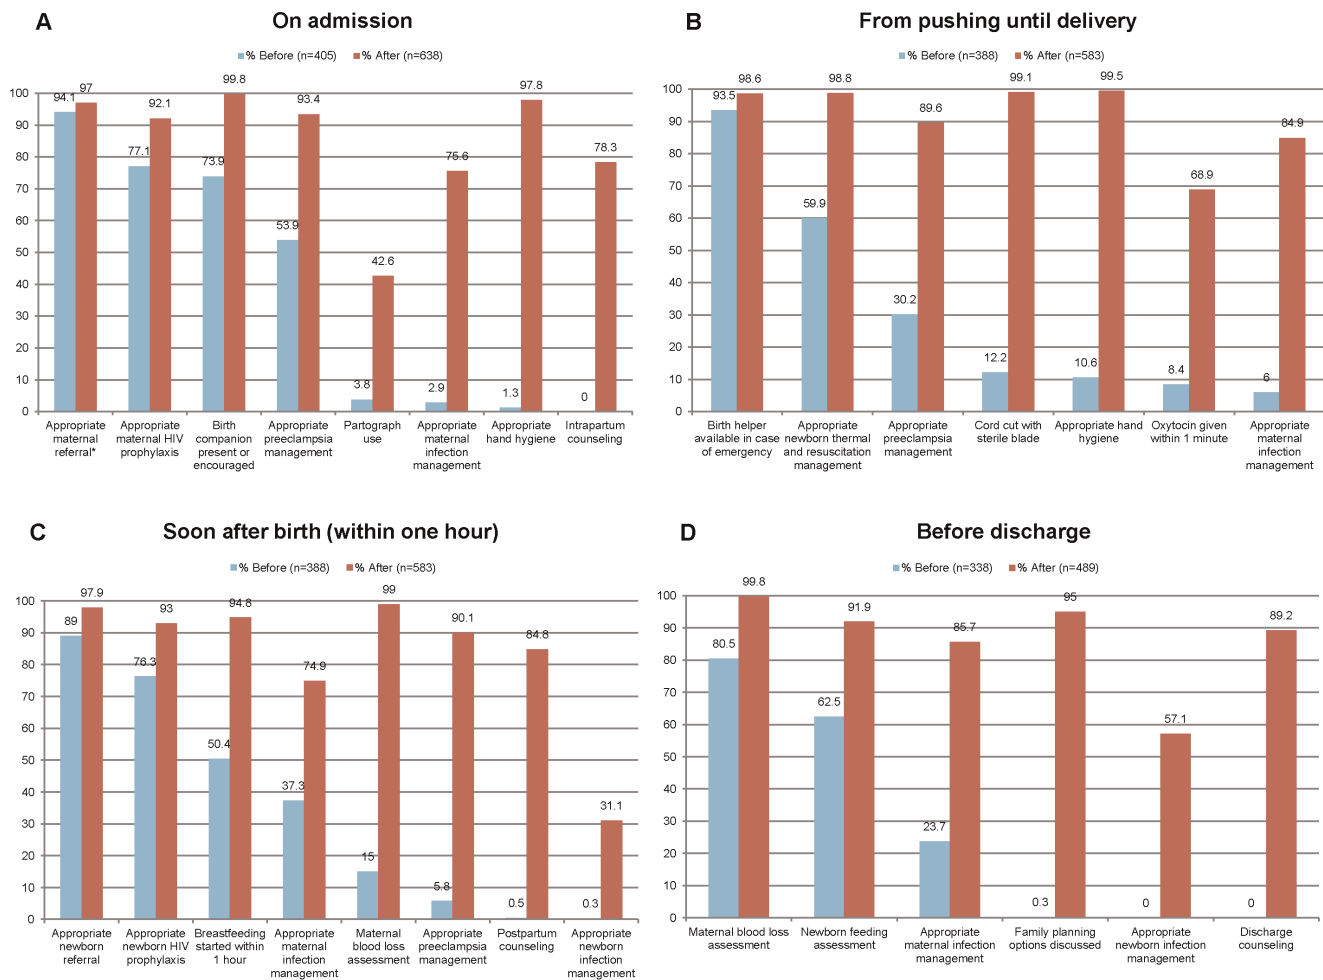 A
On admission
% Before (n=405)
% After (n=638)
100
90
80
70
60
50
40
30
20
10
0
94.1
97
77.1
92.1
73.9
99.8
53.9
93.4
3.8
42.6
2.9
75.6
1.3
97.8
0
78.3
Appropriate
maternal
referral*
Appropriate
maternal HIV
prophylaxis
Birth
companion
present or
encouraged
Appropriate
preeclampsia
management
Partograph
use
Appropriate
maternal
infection
management
Appropriate
hand hygiene
Intrapartum
counseling
B
From pushing until delivery
% Before (n=388)
% After (n=583)
100
90
80
70
60
50
40
30
20
10
0
93.5
98.6
59.9
98.8
30.2
89.6
12.2
99.1
10.6
99.5
8.4
68.9
6
84.9
Birth helper
available in case
of emergency
Appropriate
newborn thermal
and resuscitation
management
Appropriate
preeclampsia
management
Cord cut with
sterile blade
Appropriate hand
hygiene
Oxytocin given
within 1 minute
Appropriate
maternal
infection
management
C
Soon after birth (within one hour)
% Before (n=388)
% After (n=583)
100
90
80
70
60
50
40
30
20
10
0
89
97.9
76.3
93
50.4
94.8
37.3
74.9
15
99
5.8
90.1
0.5
84.8
0.3
31.1
Appropriate
newborn
referral
Appropriate
newborn HIV
prophylaxis
Breastfeeding
started within
1 hour
Appropriate
maternal
infection
management
Maternal
blood loss
assessment
Appropriate
preeclampsia
management
Postpartum
counseling
Appropriate
newborn
infection
management
D
Before discharge
% Before (n=338)
% After (n=489)
100
90
80
70
60
50
40
30
20
10
0
80.5
99.8
62.5
91.9
23.7
85.7
0.3
95
0
57.1
0
89.2
Maternal blood loss
assessment
Newborn feeding
assessment
Appropriate
maternal infection
management
Family planning
options discussed
Appropriate
newborn infection
management
Discharge
counseling